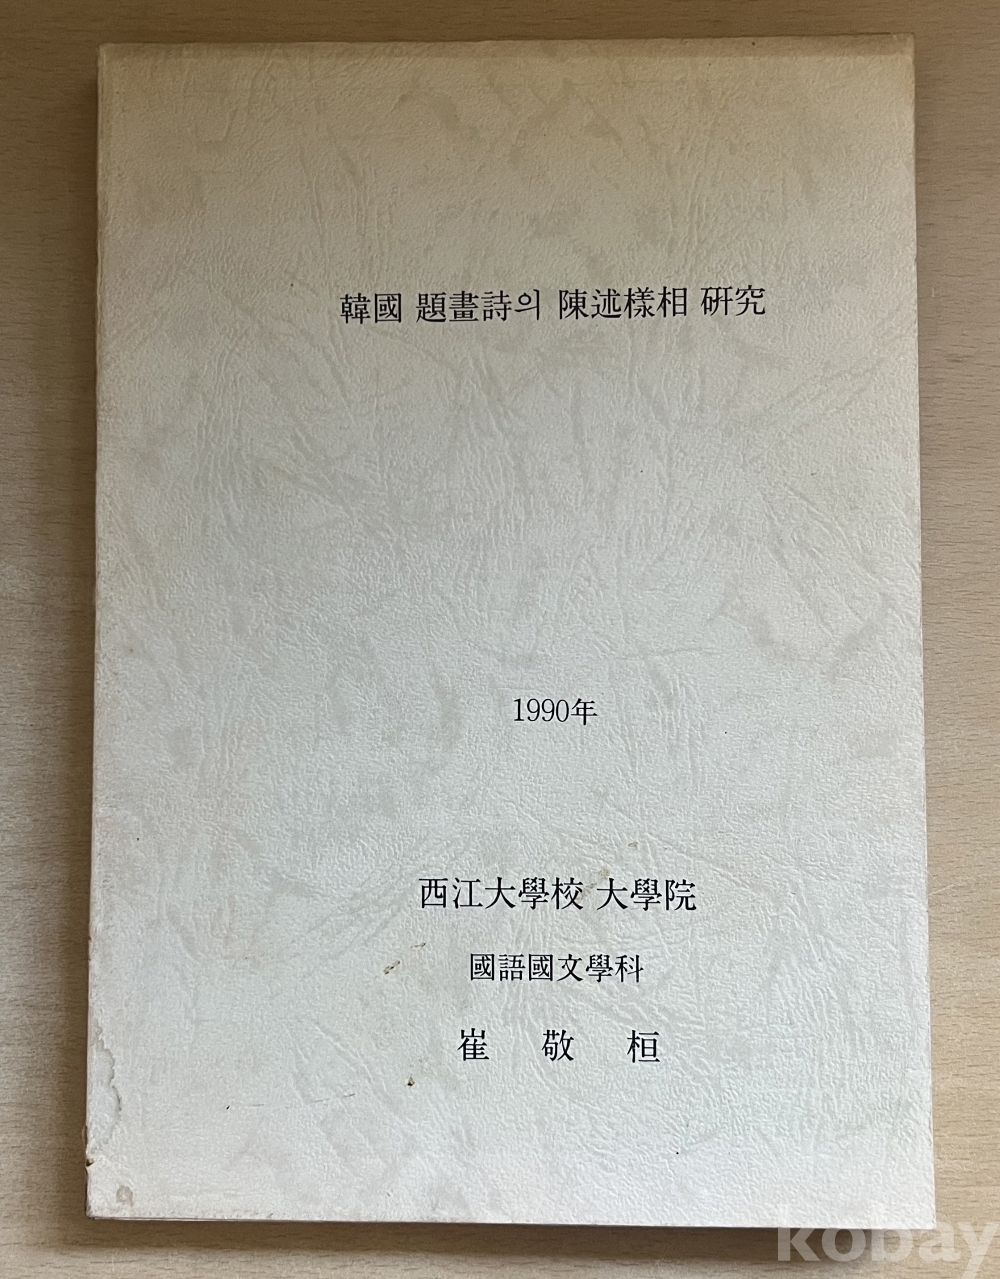 韓國 題畫詩의 陳述樣相 硏究
1990年
西江大學校 大學院
國語國文學科
崔 敬 桓
kobay